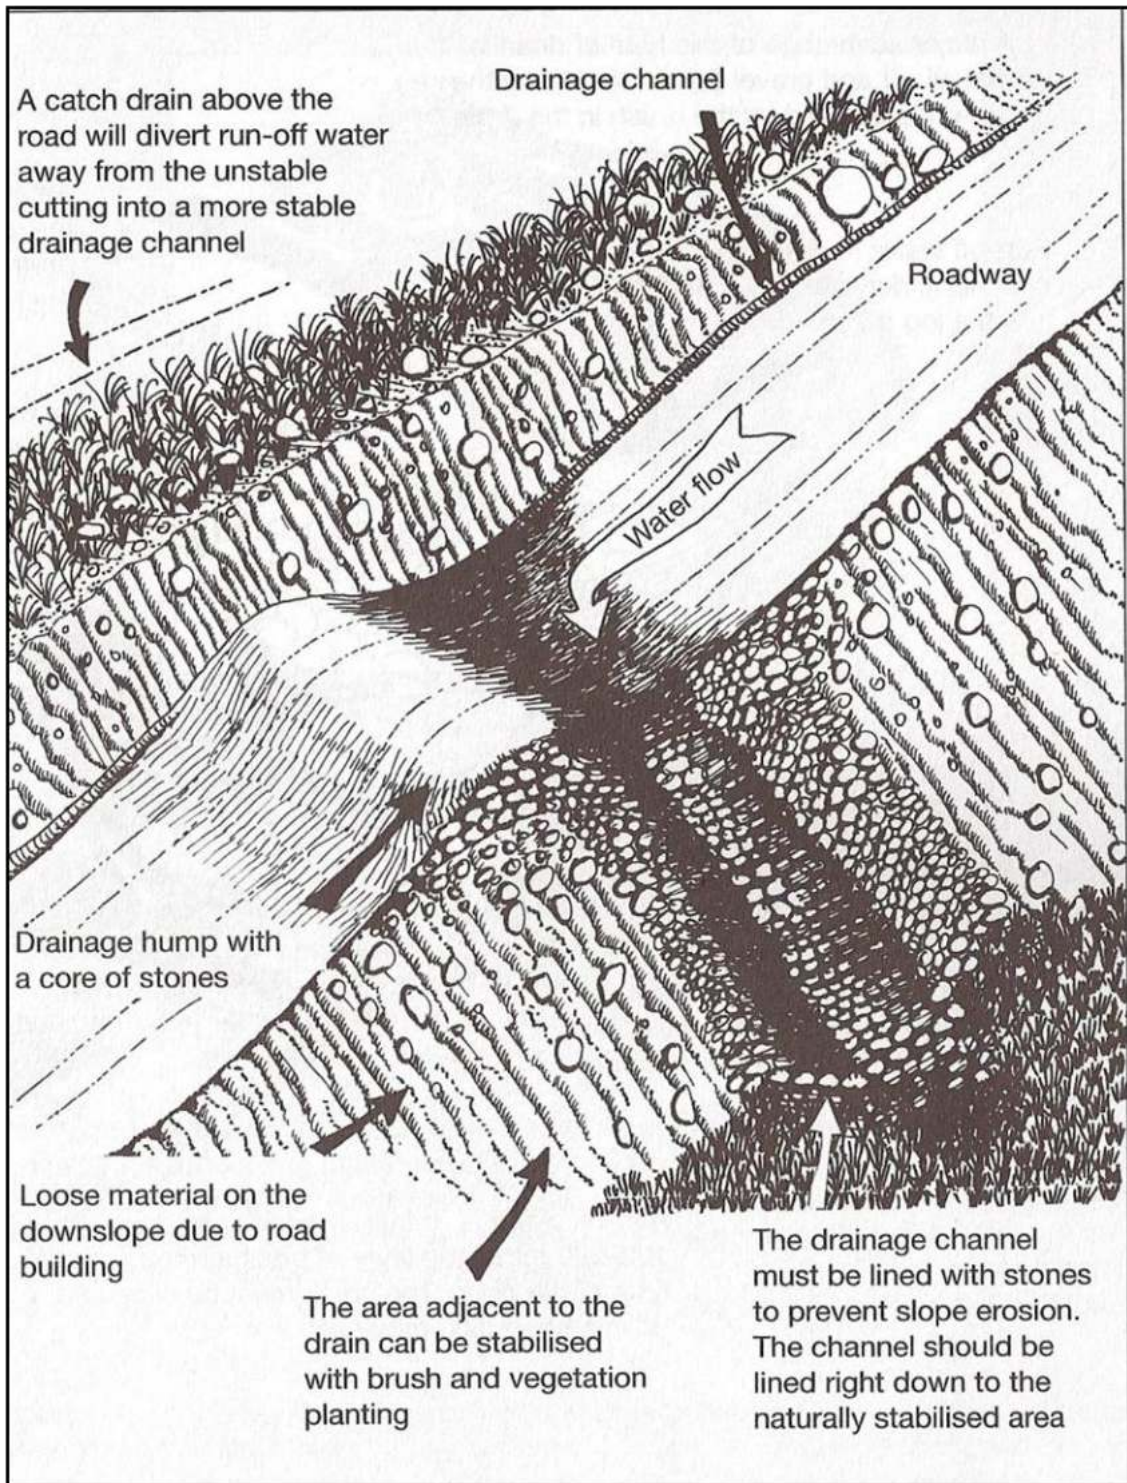 Drainage channel
A catch drain above the
road will divert run-off water
away from the unstable
cutting into a more stable
drainage channel
Roadway
Water flow
Drainage hump with
a core of stones
Loose material on the
downslope due to road
building
The area adjacent to the
drain can be stabilised
with brush and vegetation
planting
The drainage channel
must be lined with stones
to prevent slope erosion.
The channel should be
lined right down to the
naturally stabilised area